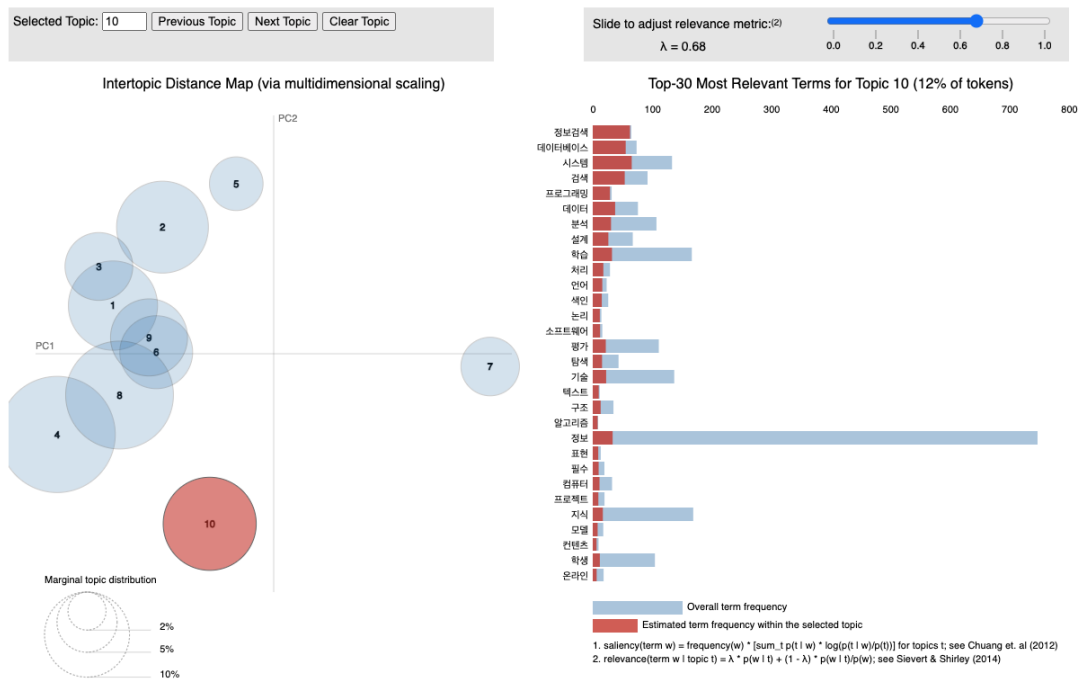 Selected Topic: 10 Previous Topic Next Topic Clear Topic
Slide to adjust relevance metric:(2)
λ = 0.68
0.0 0.2 0.4 0.6 0.8 1.0
Intertopic Distance Map (via multidimensional scaling)
PC2
PC1
5
2
3
1
9
6
7
8
4
10
Marginal topic distribution
2%
5%
10%
Top-30 Most Relevant Terms for Topic 10 (12% of tokens)
0 100 200 300 400 500 600 700 800
정보검색
데이터베이스
시스템
검색
프로그래밍
데이터
분석
설계
학습
처리
언어
색인
논리
소프트웨어
평가
탐색
기술
텍스트
구조
알고리즘
정보
표현
필수
컴퓨터
프로젝트
지식
모델
컨텐츠
학생
온라인
Overall term frequency
Estimated term frequency within the selected topic
1. saliency(term w) = frequency(w) * [sum_t p(t | w) * log(p(t | w)/p(t))] for topics t; see Chuang et. al (2012)
2. relevance(term w | topic t) = λ * p(w | t) + (1 - λ) * p(w | t)/p(w); see Sievert & Shirley (2014)